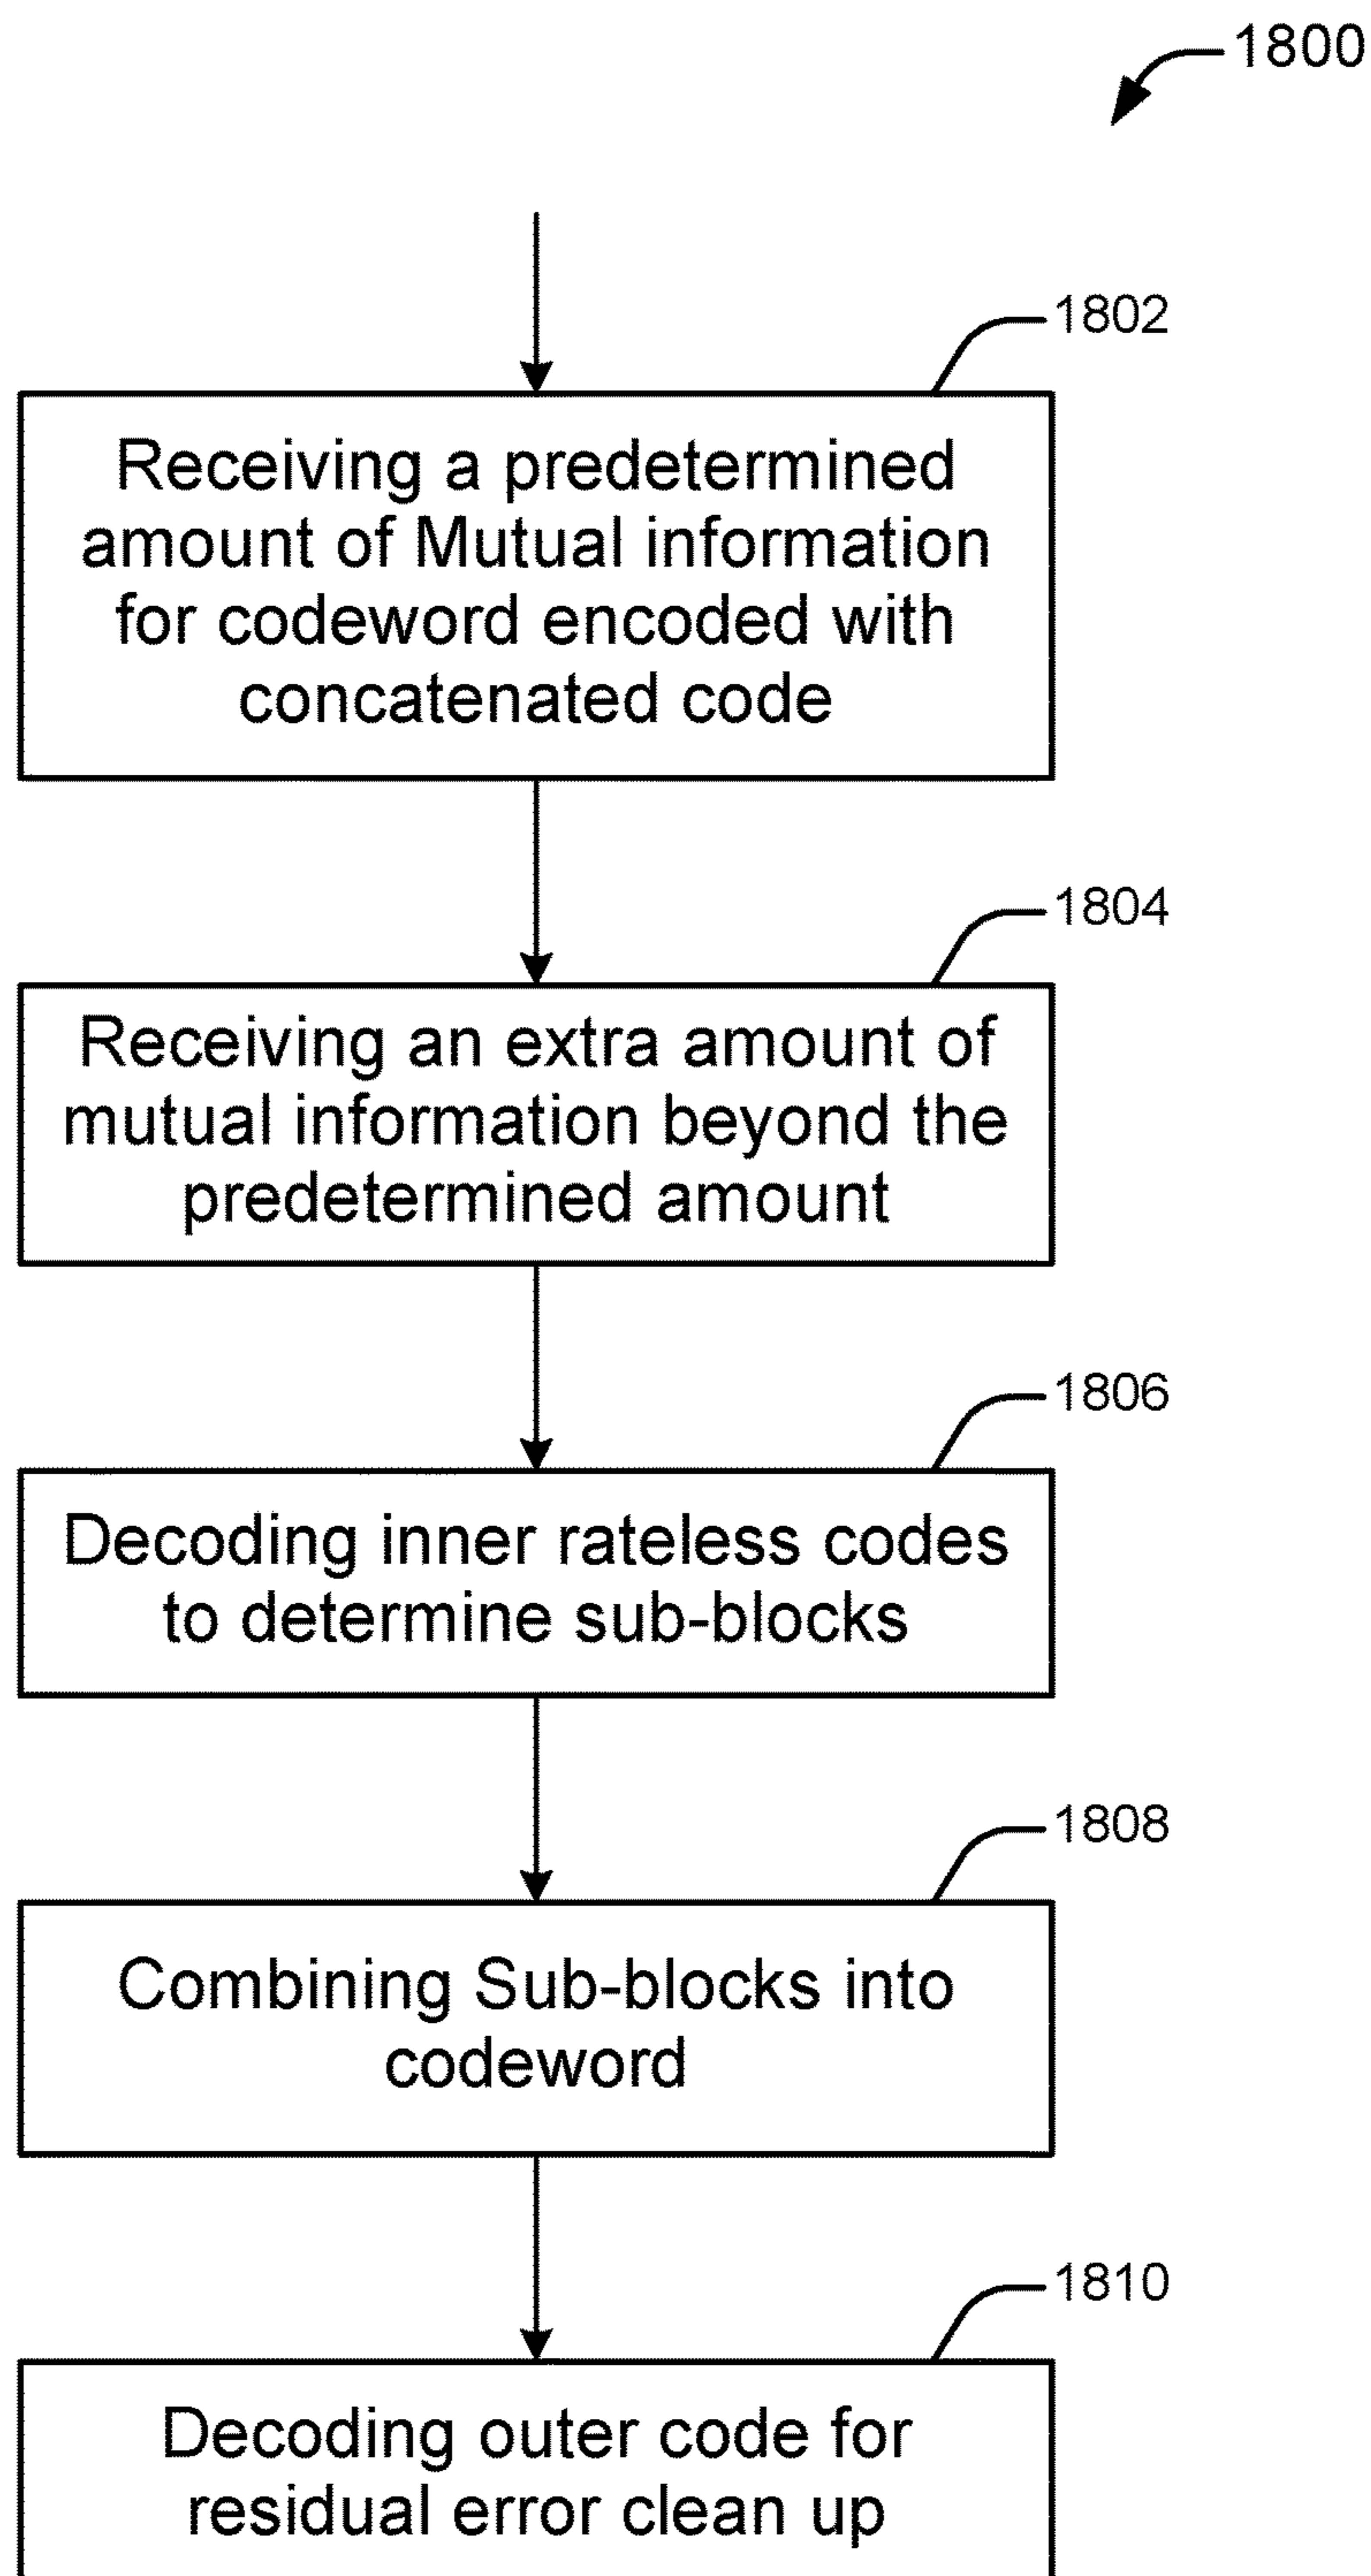 1800
1802
Receiving a predetermined
amount of Mutual information
for codeword encoded with
concatenated code
1804
Receiving an extra amount of
mutual information beyond the
predetermined amount
1806
Decoding inner rateless codes
to determine sub-blocks
1808
Combining Sub-blocks into
codeword
1810
Decoding outer code for
residual error clean up